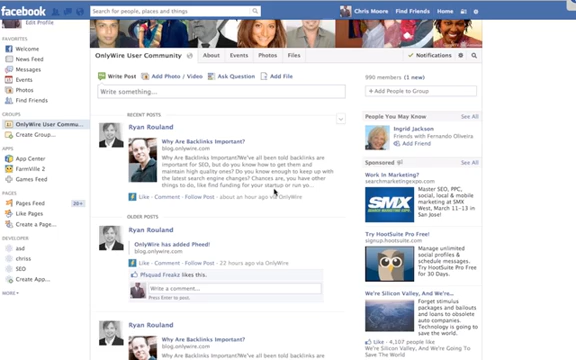 facebook
Search for people, places and things
Chris Moore
Find Friends
Home
Edit Profile
FAVORITES
Welcome
News Feed
Messages
Events
Photos
Find Friends
GROUPS
OnlyWire User Commu...
Create Group...
APPS
App Center
FarmVille 2
Games Feed
PAGES
Pages Feed
20+
Like Pages
Create a Page...
DEVELOPER
asd
chriss
SEO
Create App...
MORE
OnlyWire User Community
About
Events
Photos
Files
Notifications
Write Post
Add Photo / Video
Ask Question
Add File
Write something...
RECENT POSTS
Ryan Rouland
Why Are Backlinks Important?
blog.onlywire.com
Why Are Backlinks Important?We've all been told backlinks are
important for SEO, but do you know how to get them and
maintain high quality ones? Do you know enough to keep up with
the latest search engine changes? Chances are, you have other
things to do, like find funding for your startup or run yo...
Like · Comment · Follow Post · about an hour ago via OnlyWire
OLDER POSTS
Ryan Rouland
OnlyWire has added Pheed!
blog.onlywire.com
Like · Comment · Follow Post · 22 hours ago via OnlyWire
Pfsquad Freakz likes this.
Write a comment...
Press Enter to post.
Ryan Rouland
Why Are Backlinks Important?
blog.onlywire.com
Why Are Backlinks Important?We've all been told backlinks are
990 members (1 new)
+ Add People to Group
People You May Know
See All
Ingrid Jackson
Friends with Fernando Oliveira
Add Friend
Sponsored
See All
Work in Marketing?
searchmarketingexpo.com
SMX
Master SEO, PPC,
social, local & mobile
marketing at SMX
West, March 11-13 in
San Jose!
Try HootSuite Pro Free!
signup.hootsuite.com
Manage unlimited
social profiles &
schedule messages.
Try HootSuite Pro Free
for 30 Days.
We're Silicon Valley, And We...
Forget stimulus
packages and bailouts
and loans to obsolete
auto companies.
Technology is going to
save the world.
Like · 4,107 people like
We're Silicon Valley, And We're Going To
Save The World.